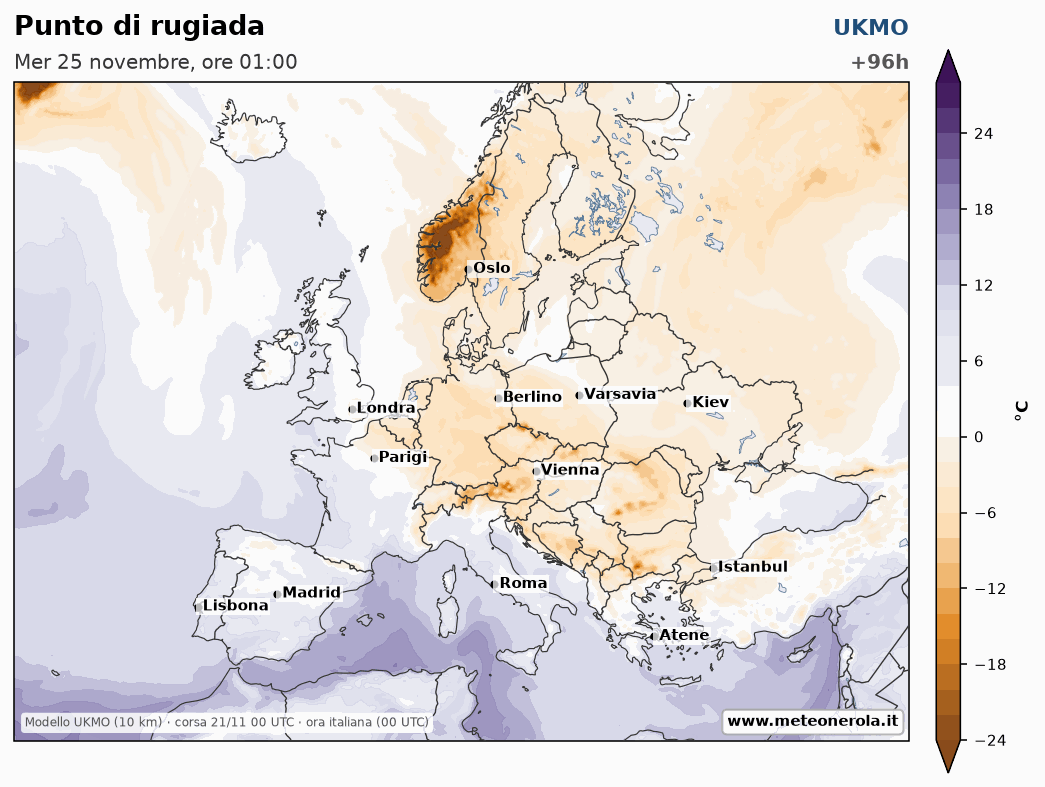 Punto di rugiada
UKMO
Mer 25 novembre, ore 01:00
+96h
24
18
12
6
0
−6
−12
−18
−24
°C
Oslo
Berlino
Varsavia
Kiev
Londra
Parigi
Vienna
Istanbul
Roma
Madrid
Lisbona
Atene
Modello UKMO (10 km) · corsa 21/11 00 UTC · ora italiana (00 UTC)
www.meteonerola.it